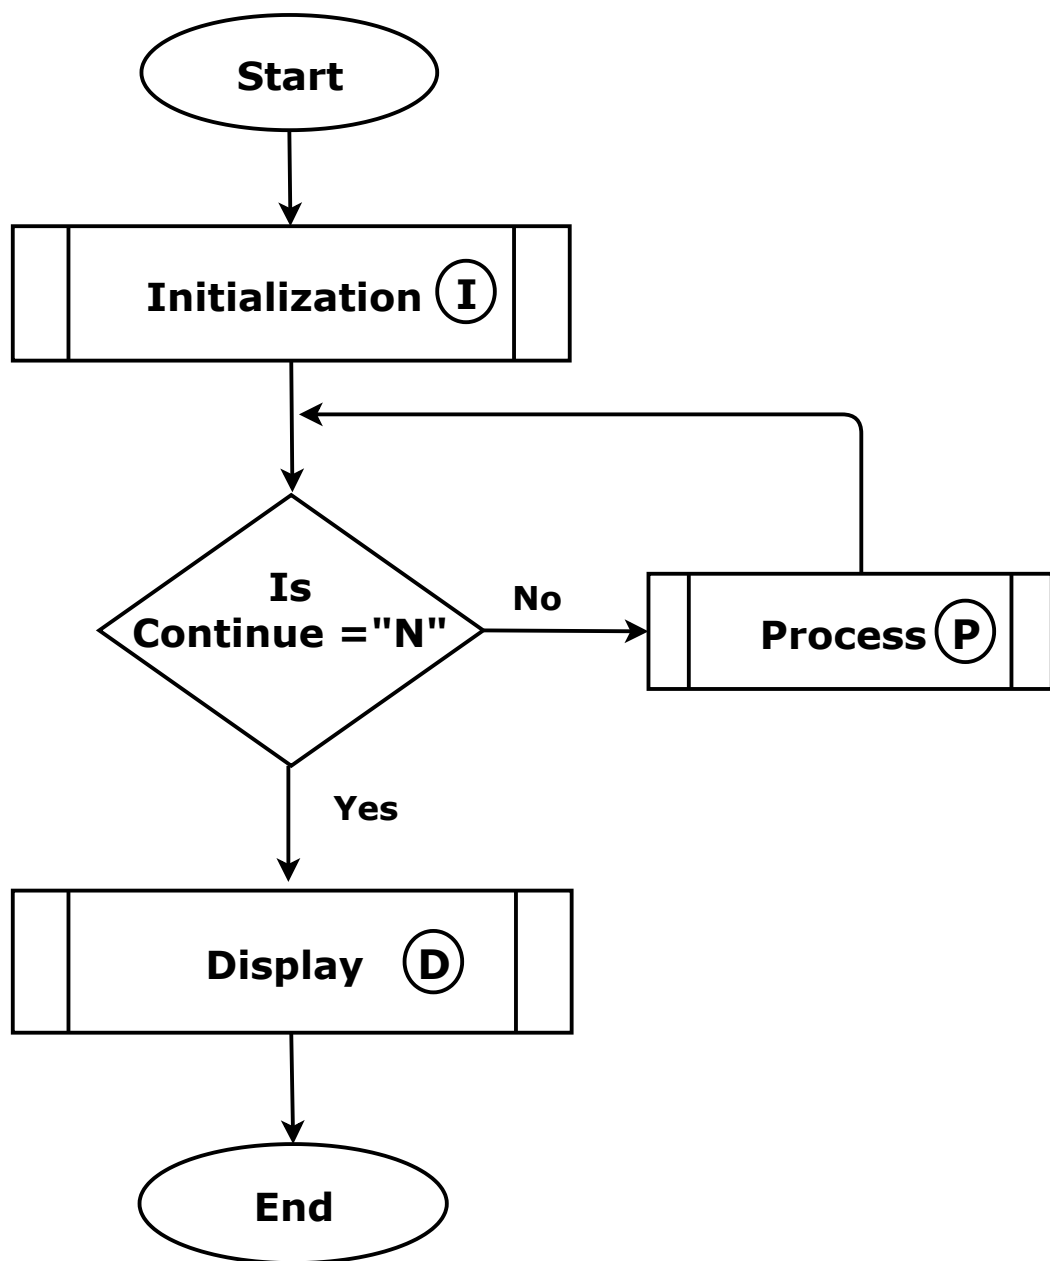 Start
Initialization I
Is
Continue ="N"
No
Process P
Yes
Display D
End